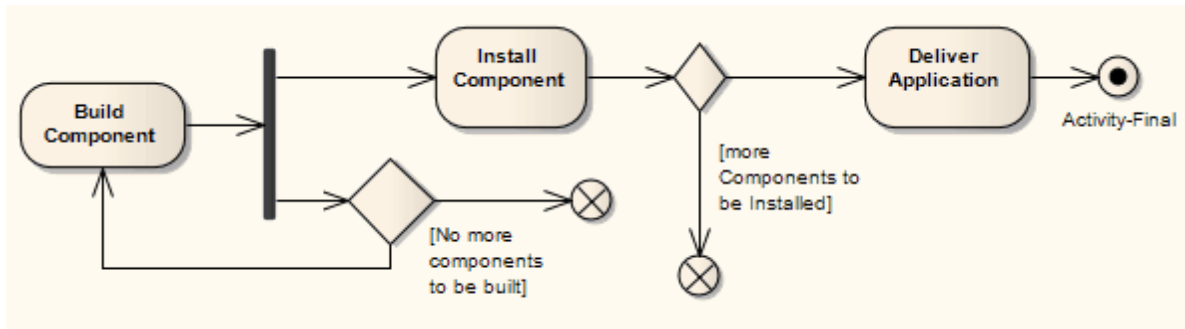 Build
Component
Install
Component
Deliver
Application
Activity-Final
[more
Components to
be Installed]
[No more
components
to be built]